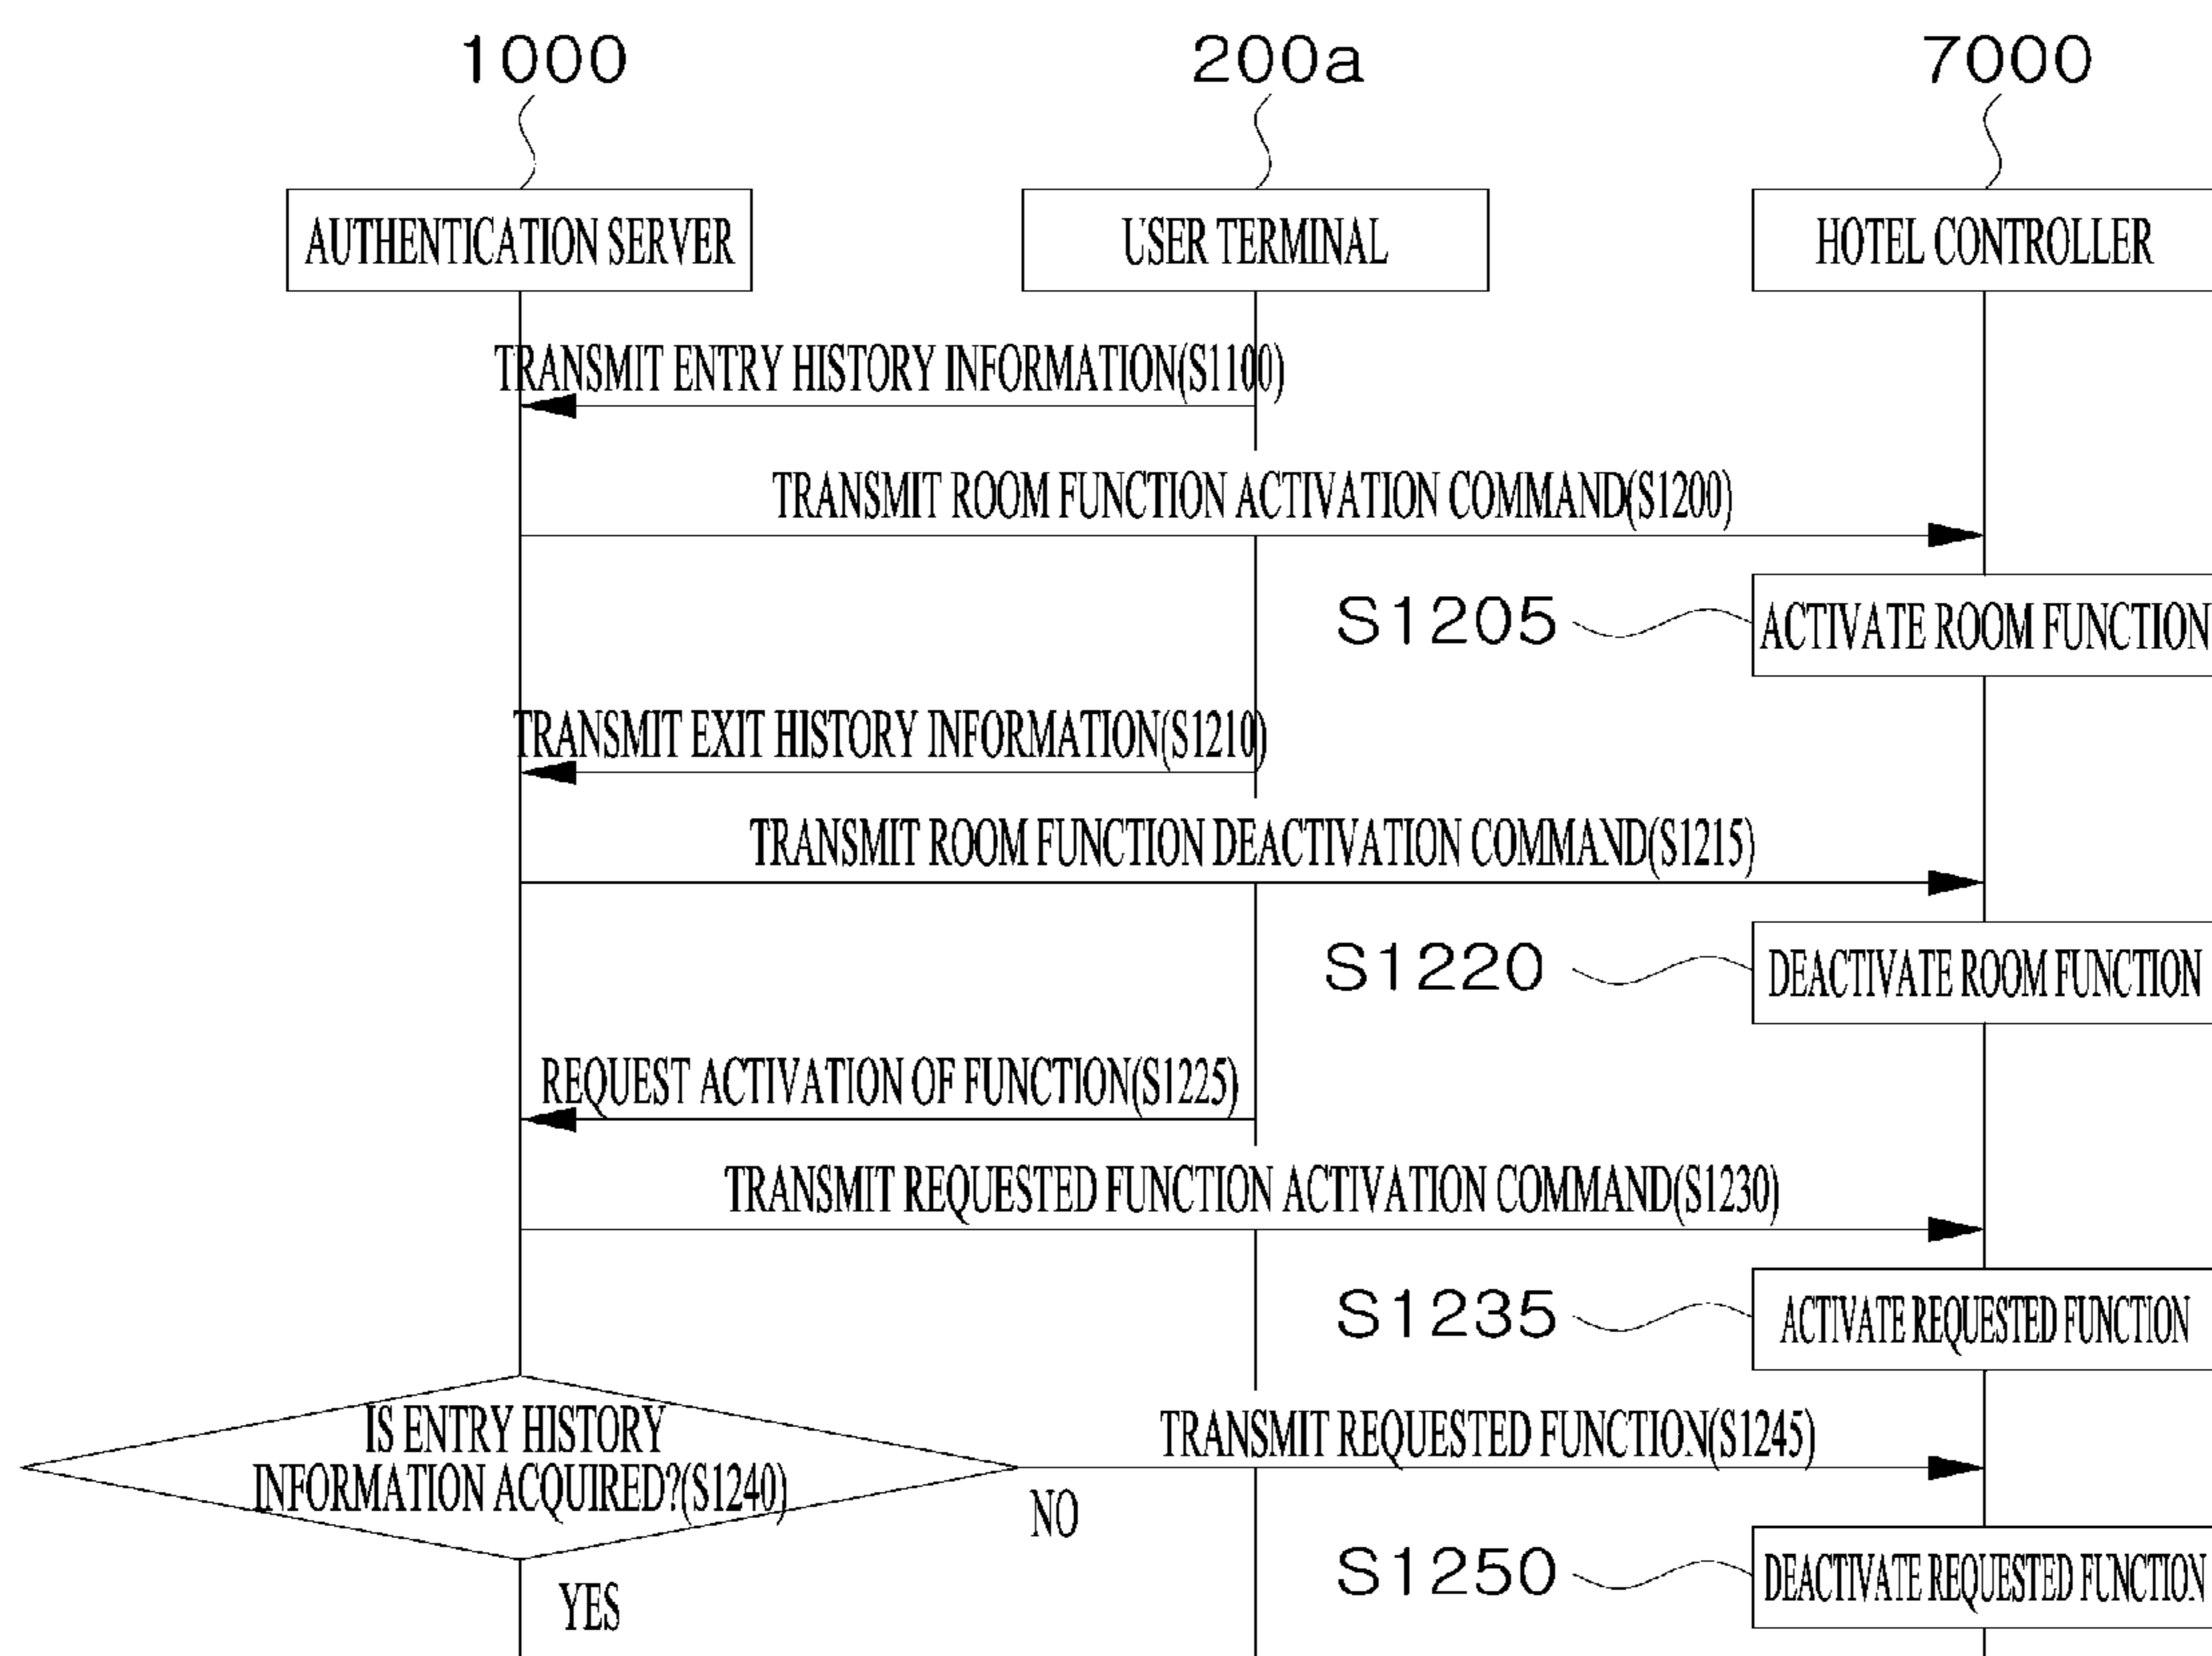 1000
200a
7000
AUTHENTICATION SERVER
USER TERMINAL
HOTEL CONTROLLER
TRANSMIT ENTRY HISTORY INFORMATION(S1100)
TRANSMIT ROOM FUNCTION ACTIVATION COMMAND(S1200)
S1205
ACTIVATE ROOM FUNCTION
TRANSMIT EXIT HISTORY INFORMATION(S1210)
TRANSMIT ROOM FUNCTION DEACTIVATION COMMAND(S1215)
S1220
DEACTIVATE ROOM FUNCTION
REQUEST ACTIVATION OF FUNCTION(S1225)
TRANSMIT REQUESTED FUNCTION ACTIVATION COMMAND(S1230)
S1235
ACTIVATE REQUESTED FUNCTION
IS ENTRY HISTORY
INFORMATION ACQUIRED?(S1240)
TRANSMIT REQUESTED FUNCTION(S1245)
NO
S1250
DEACTIVATE REQUESTED FUNCTION
YES